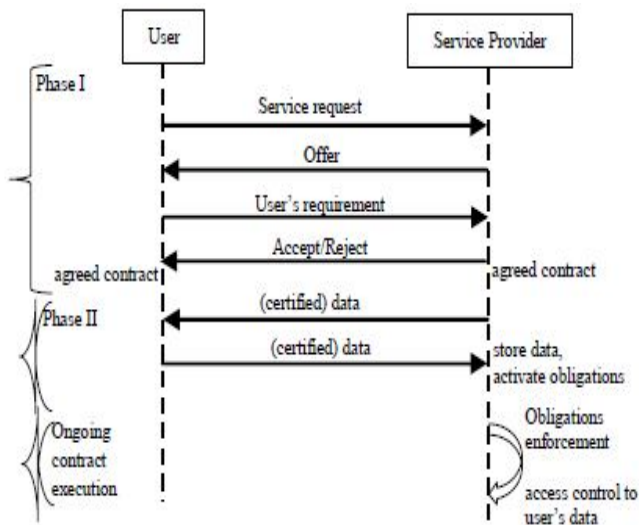 User
Service Provider
Phase I
Service request
Offer
User's requirement
Accept/Reject
agreed contract
agreed contract
(certified) data
Phase II
(certified) data
store data,
activate obligations
Obligations
enforcement
Ongoing
contract
execution
access control to
user's data